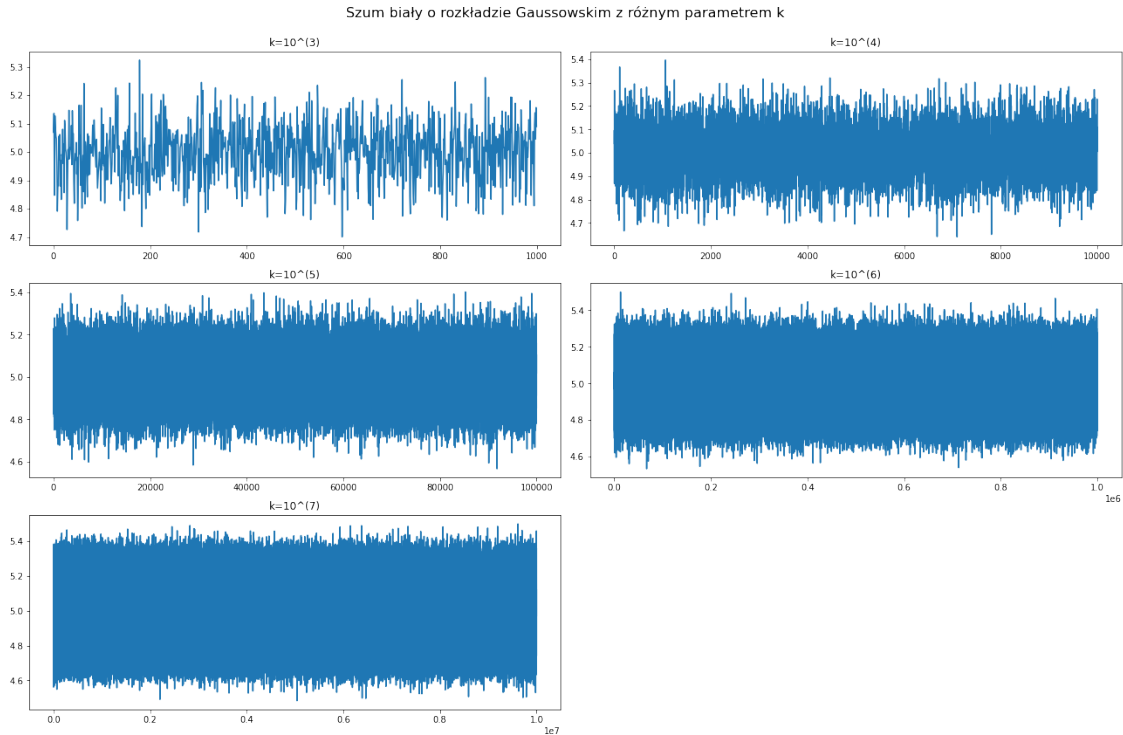 Szum biały o rozkładzie Gaussowskim z różnym parametrem k
k=10^(3)
5.3
5.2
5.1
5.0
4.9
4.8
4.7
0 200 400 600 800 1000
k=10^(4)
5.4
5.3
5.2
5.1
5.0
4.9
4.8
4.7
0 2000 4000 6000 8000 10000
k=10^(5)
5.4
5.2
5.0
4.8
4.6
0 20000 40000 60000 80000 100000
k=10^(6)
5.4
5.2
5.0
4.8
4.6
0.0 0.2 0.4 0.6 0.8 1.0
1e6
k=10^(7)
5.4
5.2
5.0
4.8
4.6
0.0 0.2 0.4 0.6 0.8 1.0
1e7